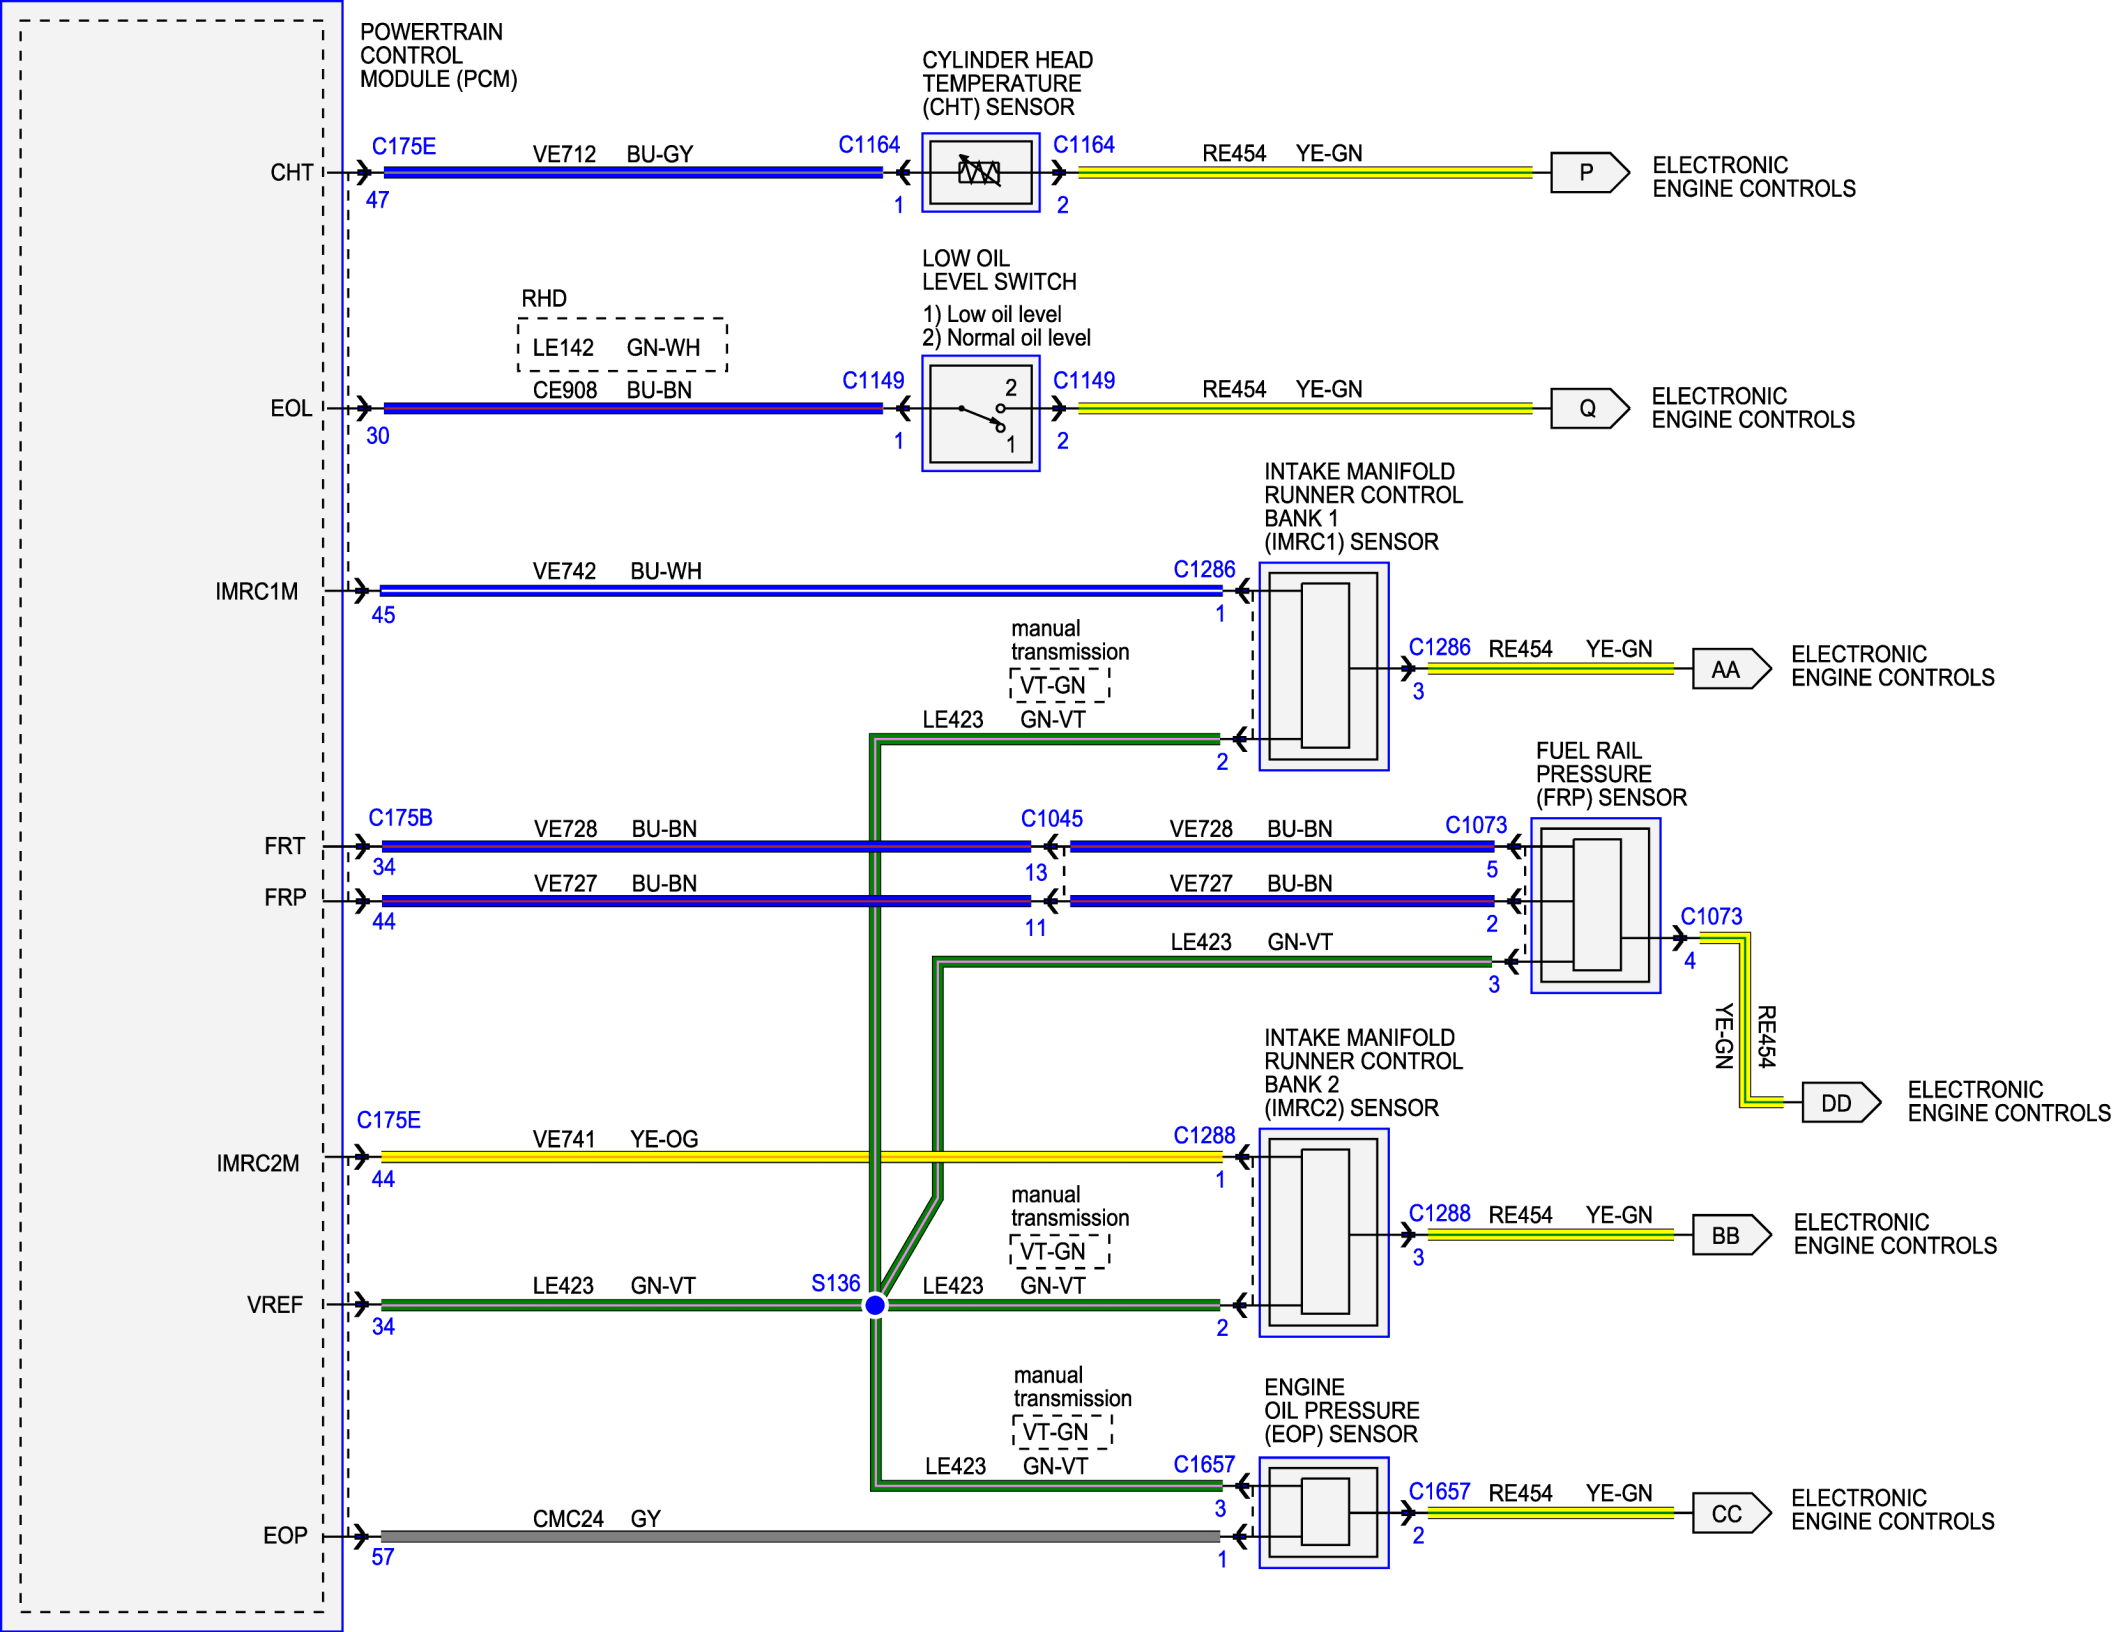 POWERTRAIN
CONTROL
MODULE (PCM)
CYLINDER HEAD
TEMPERATURE
(CHT) SENSOR
C175E
VE712 BU-GY
C1164
C1164
RE454 YE-GN
CHT
47
1
2
P
ELECTRONIC
ENGINE CONTROLS
LOW OIL
LEVEL SWITCH
1) Low oil level
2) Normal oil level
RHD
LE142 GN-WH
CE908 BU-BN
C1149
2
1
C1149
RE454 YE-GN
EOL
30
1
2
Q
ELECTRONIC
ENGINE CONTROLS
INTAKE MANIFOLD
RUNNER CONTROL
BANK 1
(IMRC1) SENSOR
VE742 BU-WH
C1286
IMRC1M
45
1
manual
transmission
VT-GN
LE423 GN-VT
2
C1286
RE454 YE-GN
3
AA
ELECTRONIC
ENGINE CONTROLS
FUEL RAIL
PRESSURE
(FRP) SENSOR
C175B
VE728 BU-BN
C1045
VE728 BU-BN
C1073
FRT
34
13
5
VE727 BU-BN
VE727 BU-BN
FRP
44
11
2
LE423 GN-VT
3
C1073
4
RE454
YE-GN
DD
ELECTRONIC
ENGINE CONTROLS
INTAKE MANIFOLD
RUNNER CONTROL
BANK 2
(IMRC2) SENSOR
C175E
VE741 YE-OG
C1288
IMRC2M
44
1
manual
transmission
VT-GN
C1288
RE454 YE-GN
3
BB
ELECTRONIC
ENGINE CONTROLS
LE423 GN-VT
S136
LE423 GN-VT
VREF
34
2
manual
transmission
VT-GN
ENGINE
OIL PRESSURE
(EOP) SENSOR
LE423 GN-VT
C1657
3
C1657
RE454 YE-GN
2
CC
ELECTRONIC
ENGINE CONTROLS
CMC24 GY
EOP
57
1